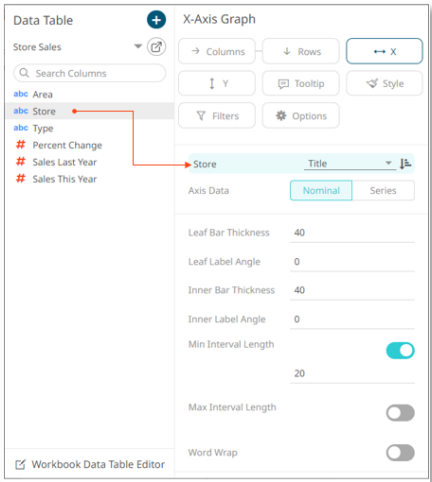 Data Table
Store Sales
Search Columns
abc Area
abc Store
abc Type
# Percent Change
# Sales Last Year
# Sales This Year
Workbook Data Table Editor
X-Axis Graph
Columns
Rows
X
Y
Tooltip
Style
Filters
Options
Store Title
Axis Data Nominal Series
Leaf Bar Thickness 40
Leaf Label Angle 0
Inner Bar Thickness 40
Inner Label Angle 0
Min Interval Length
20
Max Interval Length
Word Wrap